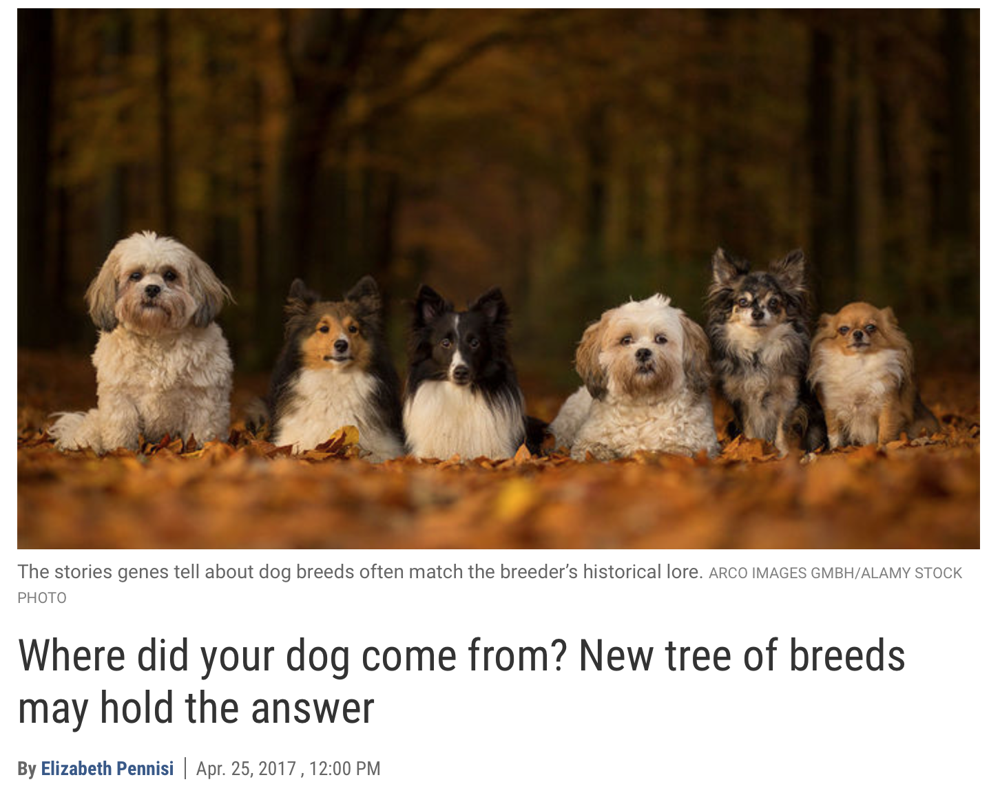 The stories genes tell about dog breeds often match the breeder’s historical lore. ARCO IMAGES GMBH/ALAMY STOCK
PHOTO
Where did your dog come from? New tree of breeds
may hold the answer
By Elizabeth Pennisi | Apr. 25, 2017 , 12:00 PM